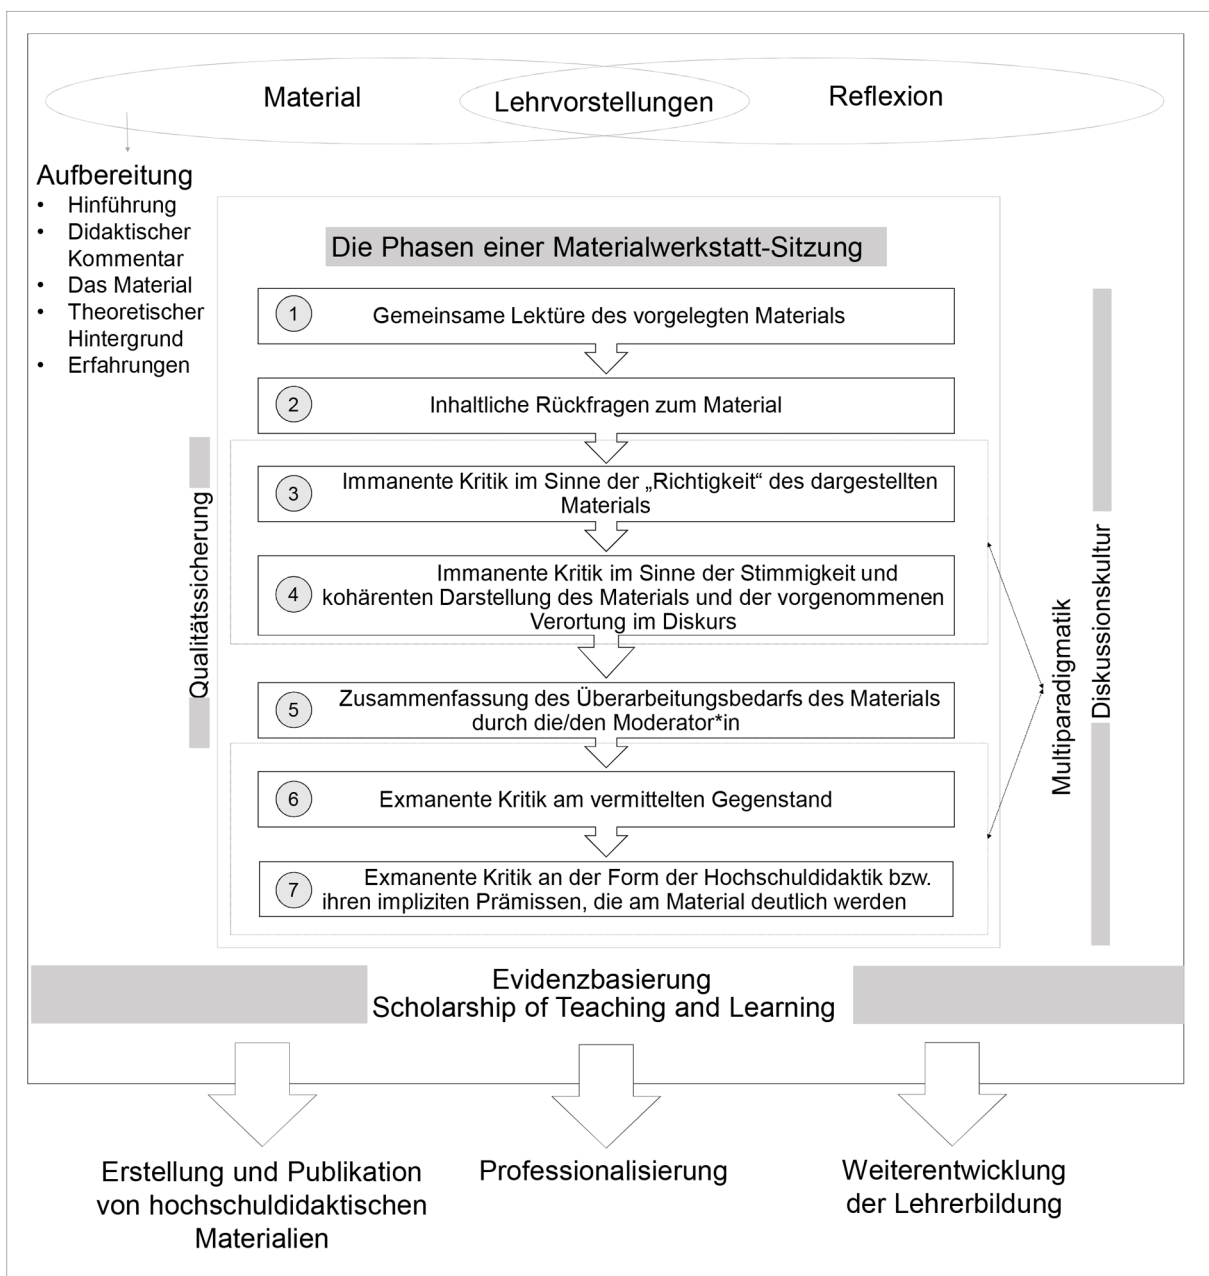 Material
Lehrvorstellungen
Reflexion
Aufbereitung
• Hinführung
• Didaktischer
Kommentar
• Das Material
• Theoretischer
Hintergrund
• Erfahrungen
Die Phasen einer Materialwerkstatt-Sitzung
1
Gemeinsame Lektüre des vorgelegten Materials
2
Inhaltliche Rückfragen zum Material
3
Immanente Kritik im Sinne der „Richtigkeit“ des dargestellten
Materials
4
Immanente Kritik im Sinne der Stimmigkeit und
kohärenten Darstellung des Materials und der vorgenommenen
Verortung im Diskurs
5
Zusammenfassung des Überarbeitungsbedarfs des Materials
durch die/den Moderator*in
6
Exmanente Kritik am vermittelten Gegenstand
7
Exmanente Kritik an der Form der Hochschuldidaktik bzw.
ihren impliziten Prämissen, die am Material deutlich werden
Qualitätssicherung
Multiparadigmatik
Diskussionskultur
Evidenzbasierung
Scholarship of Teaching and Learning
Erstellung und Publikation
von hochschuldidaktischen
Materialien
Professionalisierung
Weiterentwicklung
der Lehrerbildung